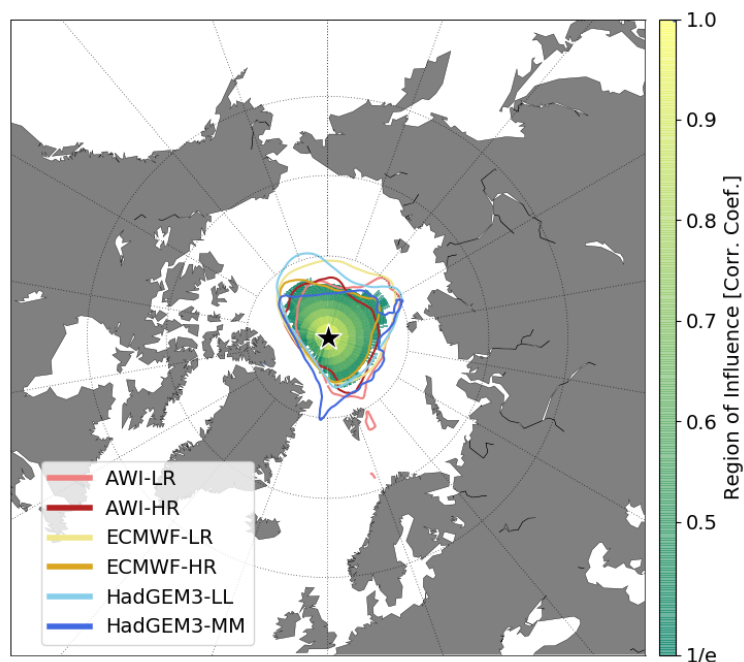 AWI-LR
AWI-HR
ECMWF-LR
ECMWF-HR
HadGEM3-LL
HadGEM3-MM
1.0
0.9
0.8
0.7
0.6
0.5
1/e
Region of Influence [Corr. Coef.]